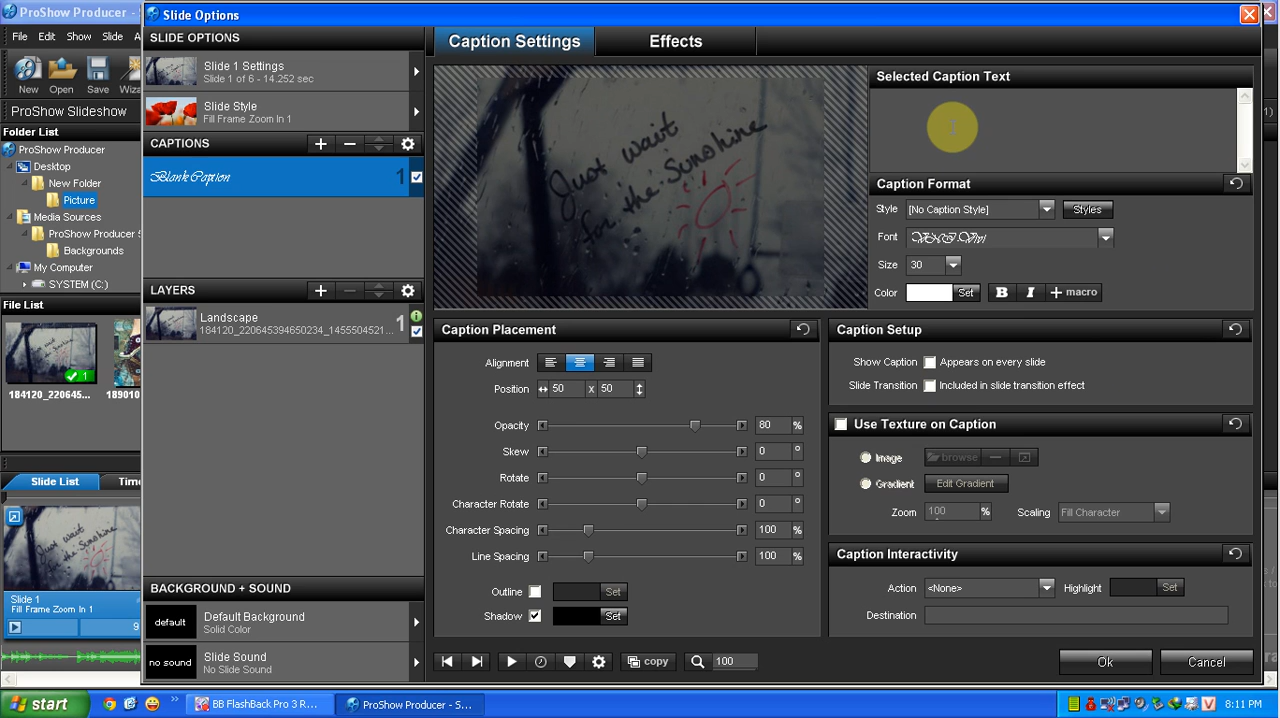 ProShow Producer - S
Slide Options
File Edit Show Slide A
New Open Save Wiza
ProShow Slideshow
Folder List
ProShow Producer
Desktop
New Folder
Picture
Media Sources
ProShow Producer 5
Backgrounds
My Computer
SYSTEM (C:)
File List
1
184120_220645... 189010
Slide List Time
Slide 1
Fill Frame Zoom In 1
9
SLIDE OPTIONS
Slide 1 Settings
Slide 1 of 6 - 14.252 sec
Slide Style
Fill Frame Zoom In 1
CAPTIONS
Blank Caption 1
LAYERS
Landscape
184120_220645394650234_1455504521... 1
BACKGROUND + SOUND
default
Default Background
Solid Color
no sound
Slide Sound
No Slide Sound
Caption Settings Effects
Just wait
for the Sunshine
Selected Caption Text
Caption Format
Style [No Caption Style] Styles
Font
Size 30
Color Set B I + macro
Caption Placement
Alignment
Position 50 x 50
Opacity 80 %
Skew 0 °
Rotate 0 °
Character Rotate 0 °
Character Spacing 100 %
Line Spacing 100 %
Outline Set
Shadow Set
Caption Setup
Show Caption Appears on every slide
Slide Transition Included in slide transition effect
Use Texture on Caption
Image browse
Gradient Edit Gradient
Zoom 100 % Scaling Fill Character
Caption Interactivity
Action <None> Highlight Set
Destination
copy 100
Ok Cancel
start BB FlashBack Pro 3 R... ProShow Producer - S... V 8:11 PM